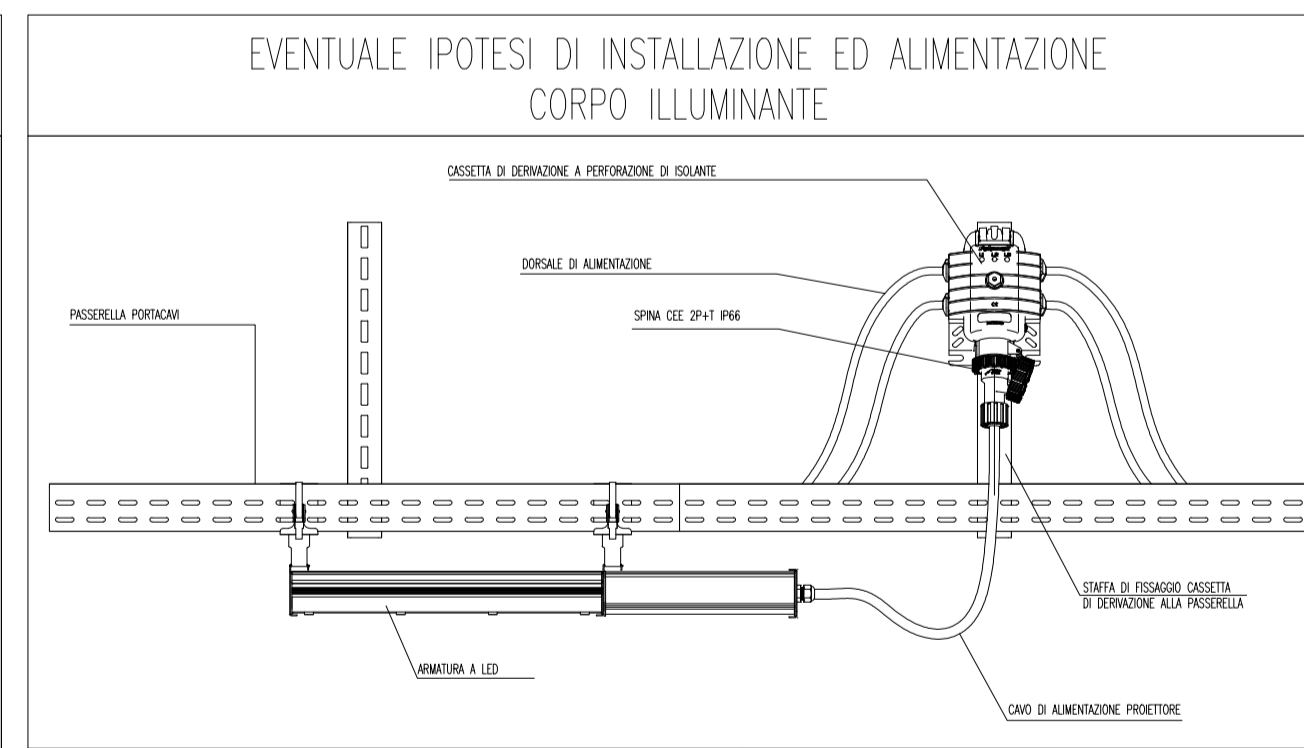 EVENTUALE IPOTESI DI INSTALLAZIONE ED ALIMENTAZIONE
CORPO ILLUMINANTE
CASSETTA DI DERIVAZIONE A PERFORAZIONE DI ISOLANTE
DORSALE DI ALIMENTAZIONE
PASSERELLA PORTACAVI
SPINA CEE 2P+T IP66
STAFFA DI FISSAGGIO CASSETTA
DI DERIVAZIONE ALLA PASSERELLA
ARMATURA A LED
CAVO DI ALIMENTAZIONE PROIETTORE